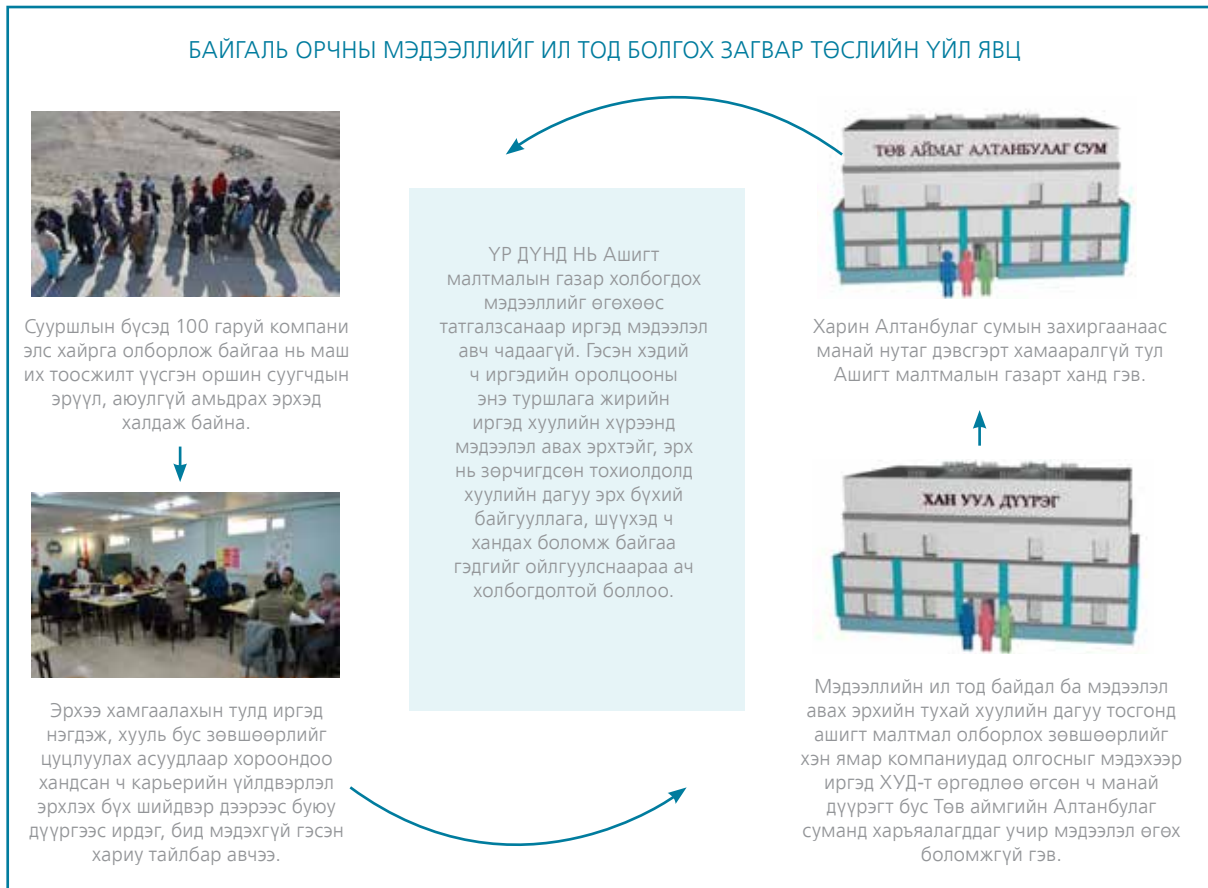 БАЙГАЛЬ ОРЧНЫ МЭДЭЭЛЛИЙГ ИЛ ТОД БОЛГОХ ЗАГВАР ТӨСЛИЙН ҮЙЛ ЯВЦ
Сууршлын бүсэд 100 гаруй компани
элс хайрга олборлож байгаа нь маш
их тоосжилт үүсгэн оршин суугчдын
эрүүл, аюулгүй амьдрах эрхэд
халдаж байна.
Эрхээ хамгаалахын тулд иргэд
нэгдэж, хууль бус зөвшөөрлийг
цуцлуулах асуудлаар хороондоо
хандсан ч карьерийн үйлдвэрлэл
эрхлэх бүх шийдвэр дээрээс буюу
дүүргээс ирдэг, бид мэдэхгүй гэсэн
хариу тайлбар авчээ.
ХАН УУЛ ДҮҮРЭГ
Мэдээллийн ил тод байдал ба мэдээлэл
авах эрхийн тухай хуулийн дагуу тосгонд
ашигт малтмал олборлох зөвшөөрлийг
хэн ямар компаниудад олгосныг мэдэхээр
иргэд ХУД-т өргөдлөө өгсөн ч манай
дүүрэгт бус Төв аймгийн Алтанбулаг
суманд харъяалагддаг учир мэдээлэл өгөх
боломжгүй гэв.
ТӨВ АЙМАГ АЛТАНБУЛАГ СУМ
Харин Алтанбулаг сумын захиргаанаас
манай нутаг дэвсгэрт хамааралгүй тул
Ашигт малтмалын газарт ханд гэв.
ҮР ДҮНД НЬ Ашигт
малтмалын газар холбогдох
мэдээллийг өгөхөөс
татгалзсанаар иргэд мэдээлэл
авч чадаагүй. Гэсэн хэдий
ч иргэдийн оролцооны
энэ туршлага жирийн
иргэд хуулийн хүрээнд
мэдээлэл авах эрхтэйг, эрх
нь зөрчигдсөн тохиолдолд
хуулийн дагуу эрх бүхий
байгууллага, шүүхэд ч
хандах боломж байгаа
гэдгийг ойлгуулснаараа ач
холбогдолтой боллоо.